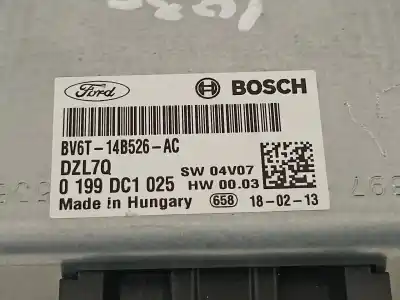 Ford
BOSCH
BV6T-14B526-AC
DZL7Q
SW 04V07
0 199 DC1 025
HW 00.03
Made in Hungary
658
18-02-13